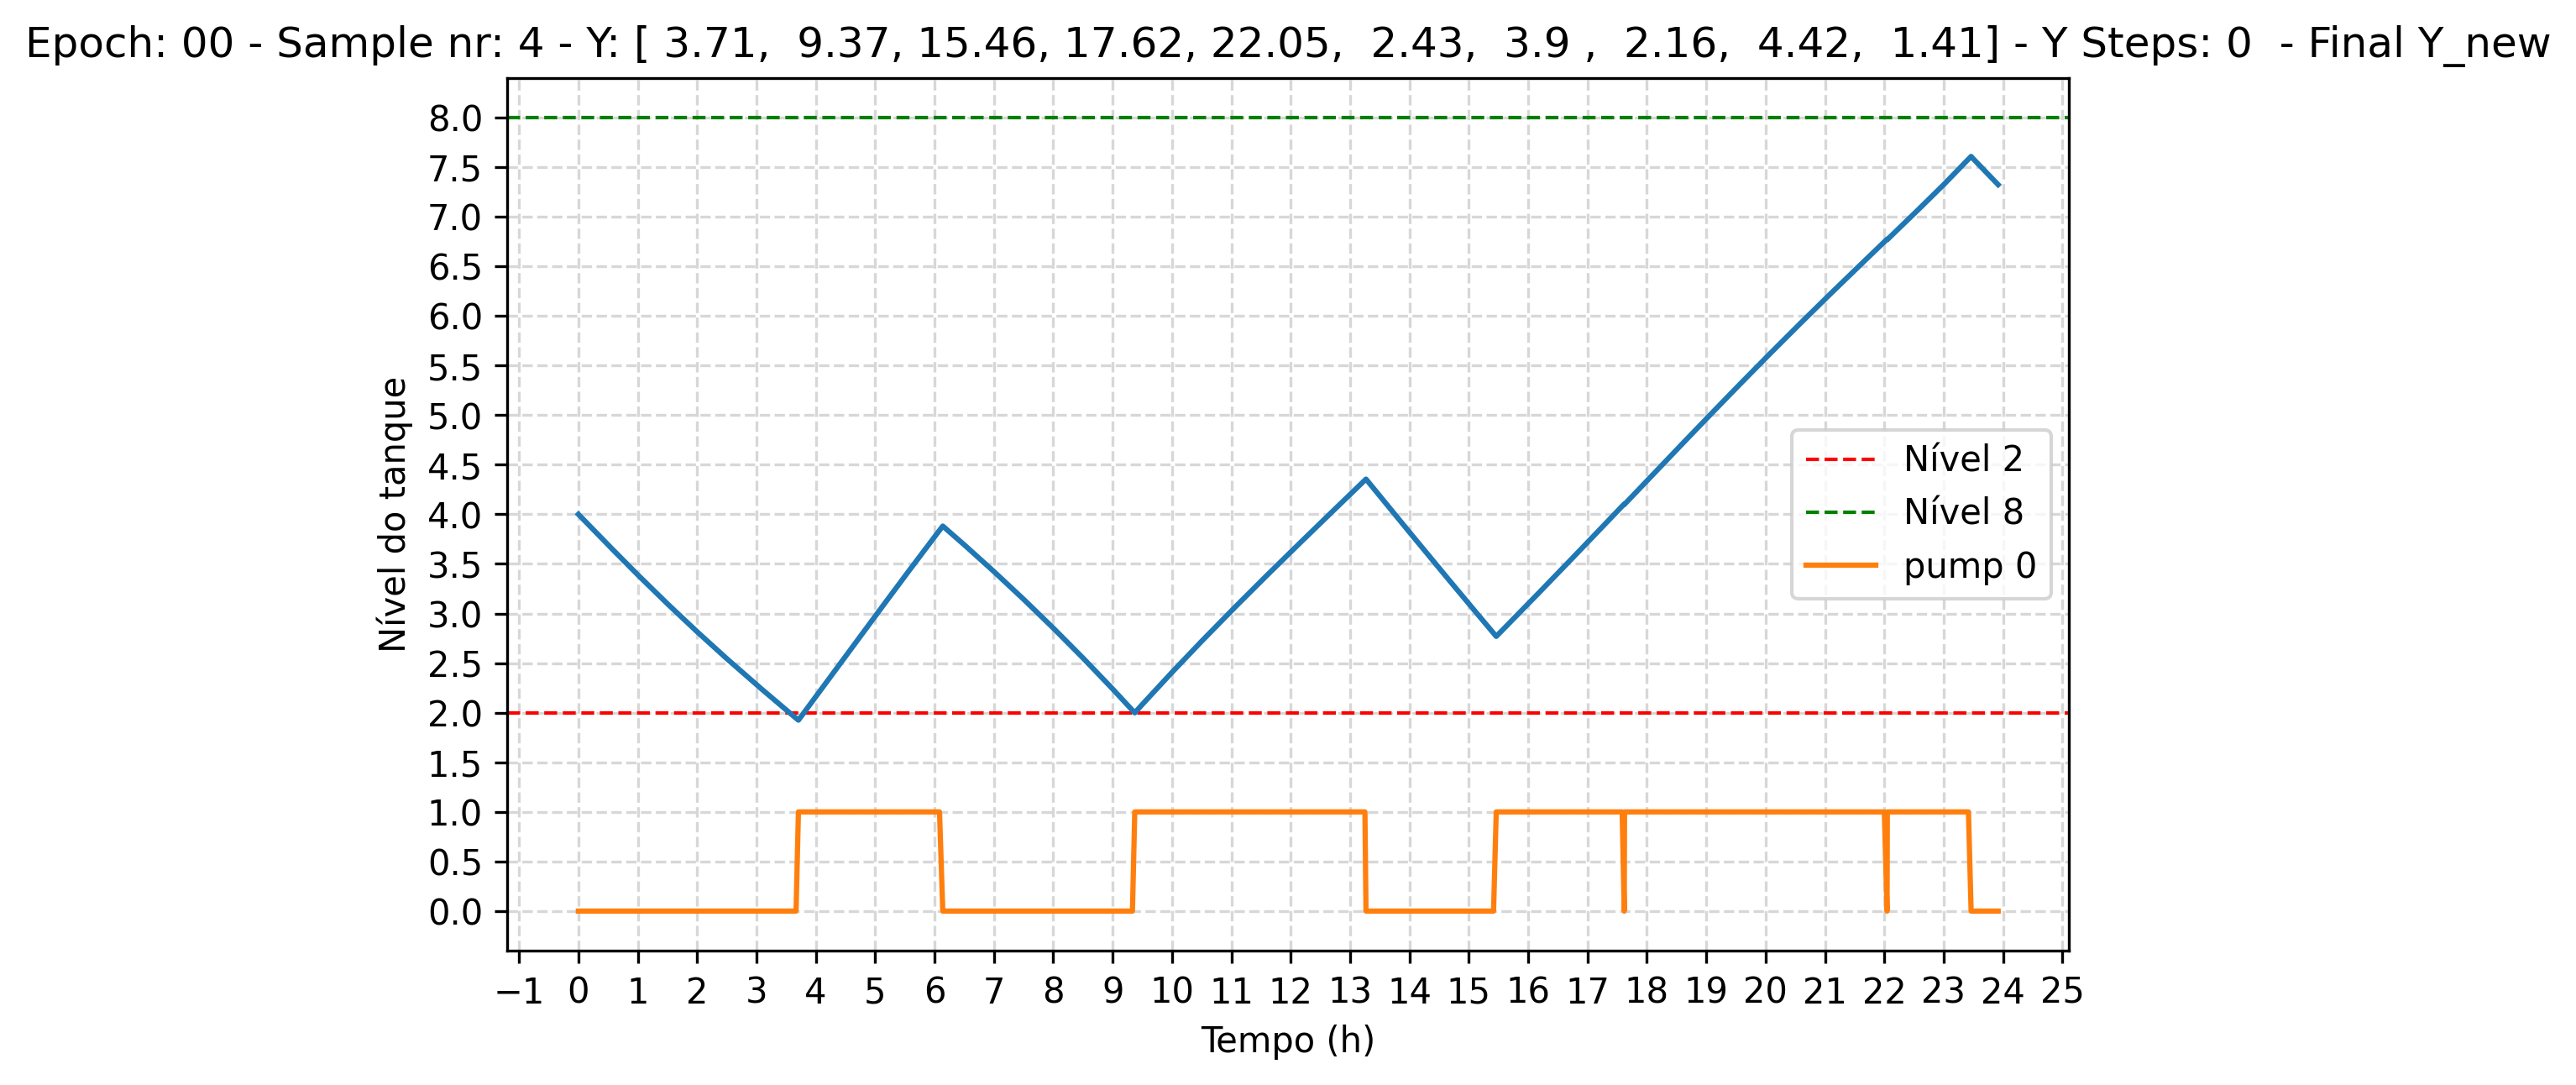 Epoch: 00 - Sample nr: 4 - Y: [ 3.71,  9.37, 15.46, 17.62, 22.05,  2.43,  3.9 ,  2.16,  4.42,  1.41] - Y Steps: 0  - Final Y_new
8.0
7.5
7.0
6.5
6.0
5.5
5.0
4.5
4.0
3.5
3.0
2.5
2.0
1.5
1.0
0.5
0.0
Nível do tanque
Nível 2
Nível 8
pump 0
−1 0 1 2 3 4 5 6 7 8 9 10 11 12 13 14 15 16 17 18 19 20 21 22 23 24 25
Tempo (h)